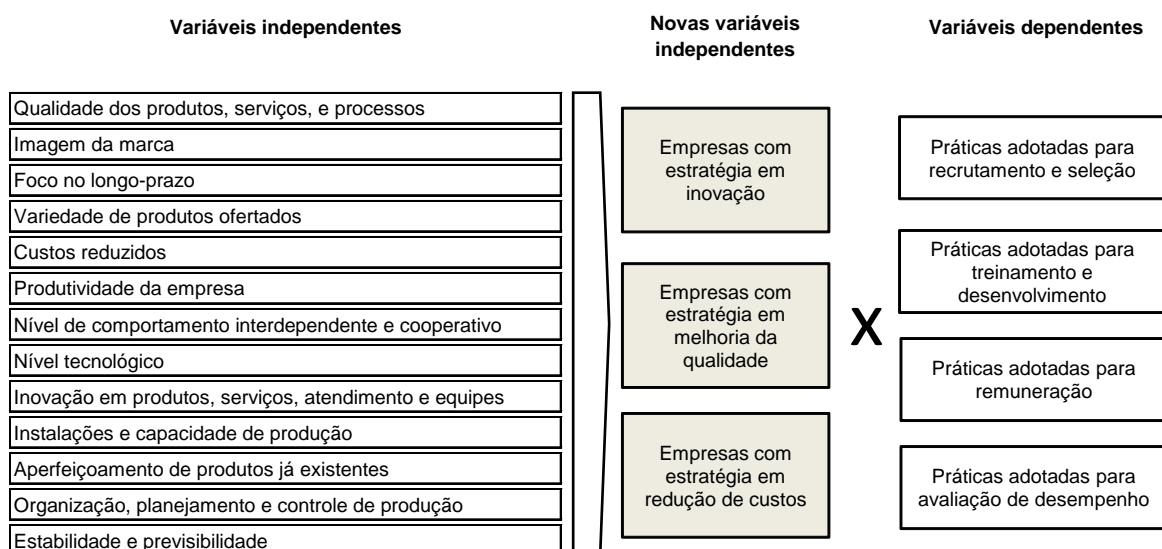 Variáveis independentes
Novas variáveis
independentes
Variáveis dependentes
Qualidade dos produtos, serviços, e processos
Imagem da marca
Foco no longo-prazo
Variedade de produtos ofertados
Custos reduzidos
Produtividade da empresa
Nível de comportamento interdependente e cooperativo
Nível tecnológico
Inovação em produtos, serviços, atendimento e equipes
Instalações e capacidade de produção
Aperfeiçoamento de produtos já existentes
Organização, planejamento e controle de produção
Estabilidade e previsibilidade
Empresas com
estratégia em
inovação
Empresas com
estratégia em
melhoria da
qualidade
Empresas com
estratégia em
redução de custos
X
Práticas adotadas para
recrutamento e seleção
Práticas adotadas para
treinamento e
desenvolvimento
Práticas adotadas para
remuneração
Práticas adotadas para
avaliação de desempenho